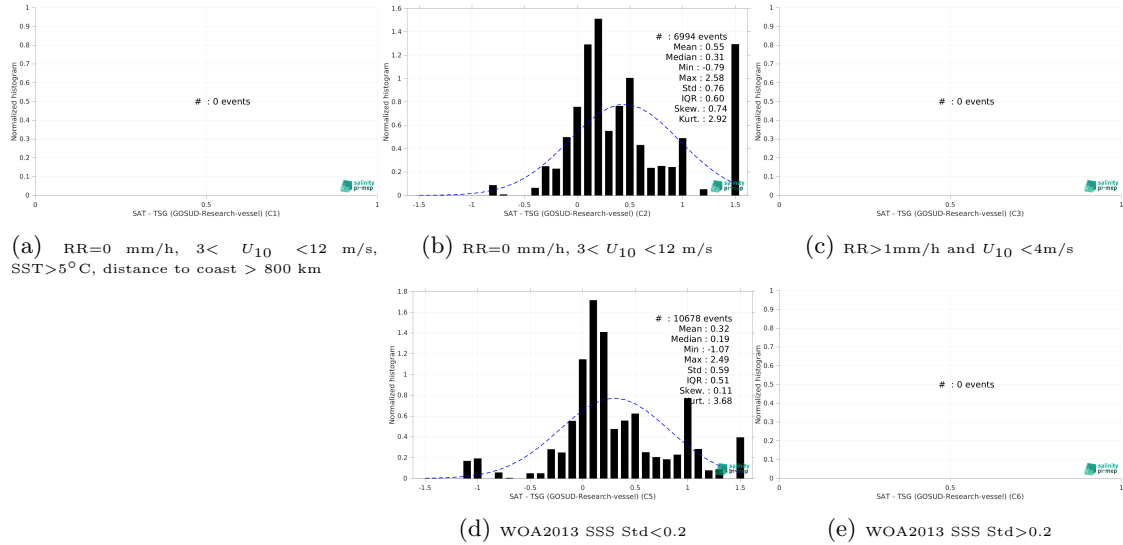 1
0.9
0.8
0.7
0.6
0.5
0.4
0.3
0.2
0.1
0
Normalized histogram
# : 0 events
0 0.5 1
SAT - TSG (GOSUD-Research-vessel) (C1)
salinity
pi-mep
(a) RR=0 mm/h, 3< U10 <12 m/s,
SST>5°C, distance to coast > 800 km
1.6
1.4
1.2
1
0.8
0.6
0.4
0.2
0
Normalized histogram
# : 6994 events
Mean : 0.55
Median : 0.31
Min : -0.79
Max : 2.58
Std : 0.76
IQR : 0.60
Skew. : 0.74
Kurt. : 2.92
-1.5 -1 -0.5 0 0.5 1 1.5
SAT - TSG (GOSUD-Research-vessel) (C2)
salinity
pi-mep
(b) RR=0 mm/h, 3< U10 <12 m/s
1
0.9
0.8
0.7
0.6
0.5
0.4
0.3
0.2
0.1
0
Normalized histogram
# : 0 events
0 0.5 1
SAT - TSG (GOSUD-Research-vessel) (C3)
salinity
pi-mep
(c) RR>1mm/h and U10 <4m/s
1.8
1.6
1.4
1.2
1
0.8
0.6
0.4
0.2
0
Normalized histogram
# : 10678 events
Mean : 0.32
Median : 0.19
Min : -1.07
Max : 2.49
Std : 0.59
IQR : 0.51
Skew. : 0.11
Kurt. : 3.68
-1.5 -1 -0.5 0 0.5 1 1.5
SAT - TSG (GOSUD-Research-vessel) (C5)
salinity
pi-mep
(d) WOA2013 SSS Std<0.2
1
0.9
0.8
0.7
0.6
0.5
0.4
0.3
0.2
0.1
0
Normalized histogram
# : 0 events
0 0.5 1
SAT - TSG (GOSUD-Research-vessel) (C6)
salinity
pi-mep
(e) WOA2013 SSS Std>0.2